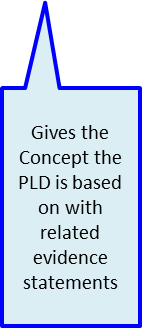 Gives the
Concept the
PLD is based
on with
related
evidence
statements